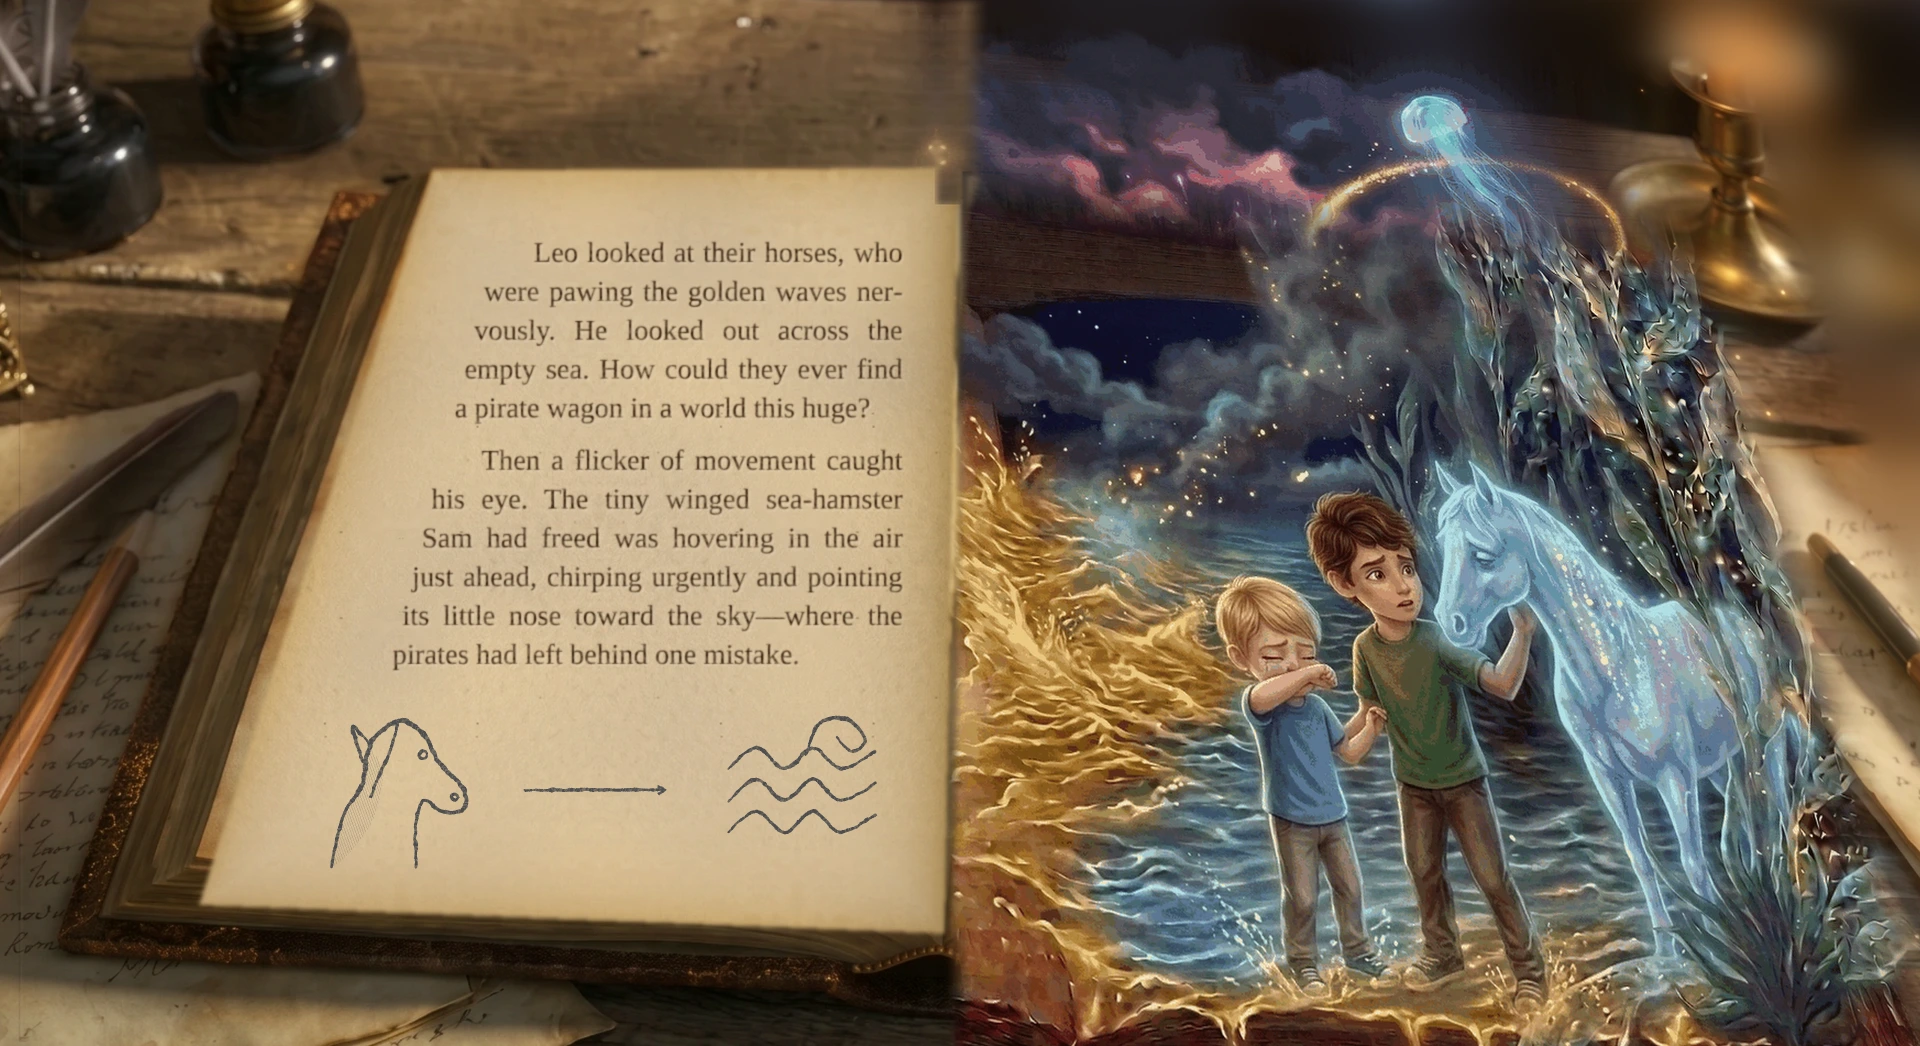 Leo looked at their horses, who
were pawing the golden waves ner-
vously. He looked out across the
empty sea. How could they ever find
a pirate wagon in a world this huge?
Then a flicker of movement caught
his eye. The tiny winged sea-hamster
Sam had freed was hovering in the air
just ahead, chirping urgently and pointing
its little nose toward the sky—where the
pirates had left behind one mistake.